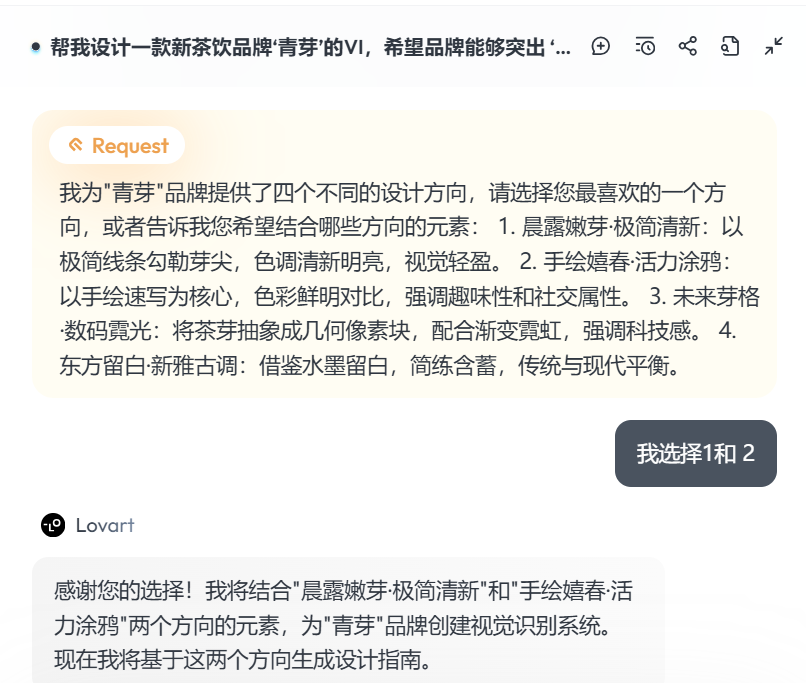 帮我设计一款新茶饮品牌‘青芽’的VI，希望品牌能够突出 ‘...
Request
我为"青芽"品牌提供了四个不同的设计方向，请选择您最喜欢的一个方
向，或者告诉我您希望结合哪些方向的元素： 1. 晨露嫩芽·极简清新：以
极简线条勾勒芽尖，色调清新明亮，视觉轻盈。 2. 手绘嬉春·活力涂鸦：
以手绘速写为核心，色彩鲜明对比，强调趣味性和社交属性。 3. 未来芽格
·数码霓光：将茶芽抽象成几何像素块，配合渐变霓虹，强调科技感。 4.
东方留白·新雅古调：借鉴水墨留白，简练含蓄，传统与现代平衡。
我选择1和 2
Lovart
感谢您的选择！我将结合"晨露嫩芽·极简清新"和"手绘嬉春·活
力涂鸦"两个方向的元素，为"青芽"品牌创建视觉识别系统。
现在我将基于这两个方向生成设计指南。